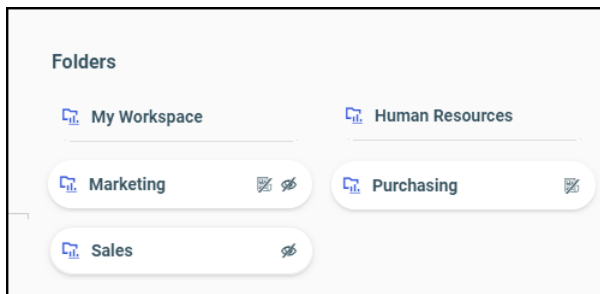 Folders
My Workspace
Human Resources
Marketing
Purchasing
Sales